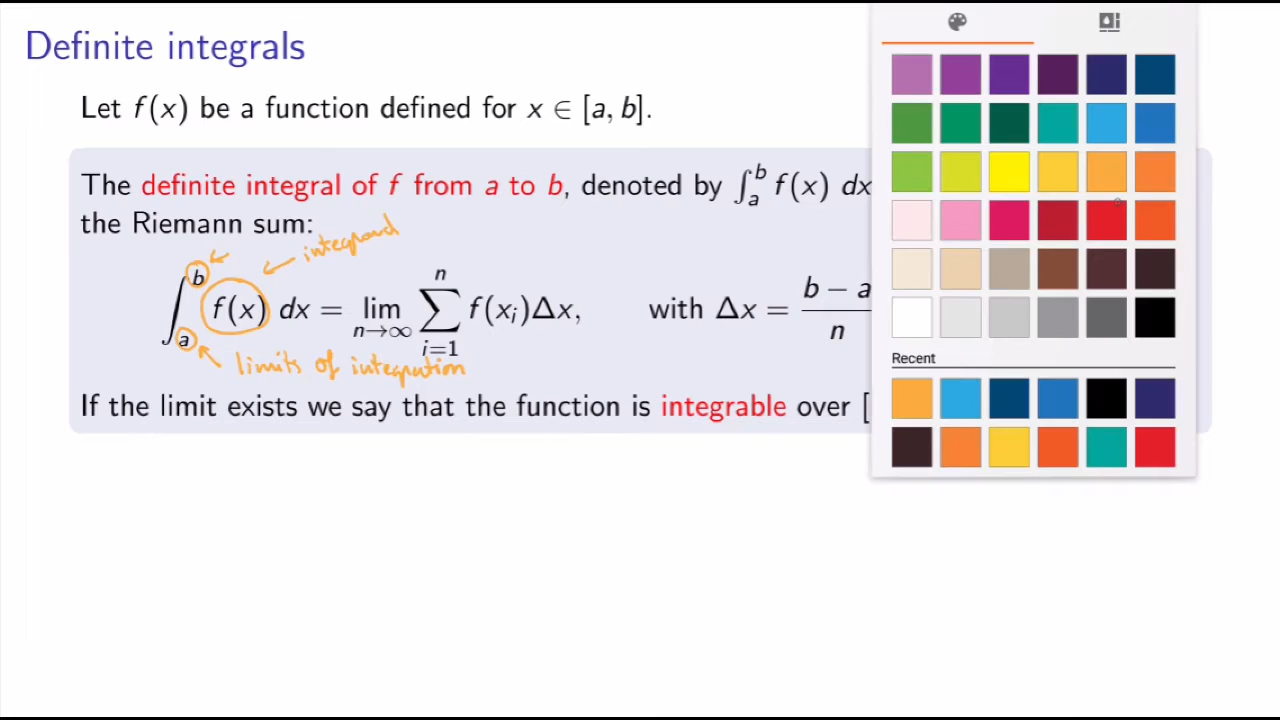 Definite integrals
Let f(x) be a function defined for x ∈ [a, b].
The definite integral of f from a to b, denoted by ∫_a^b f(x) dx
the Riemann sum:
integrand
∫_a^b f(x) dx = lim_{n→∞} ∑_{i=1}^n f(x_i)Δx, with Δx = (b − a)/n
limits of integration
If the limit exists we say that the function is integrable over [
Recent